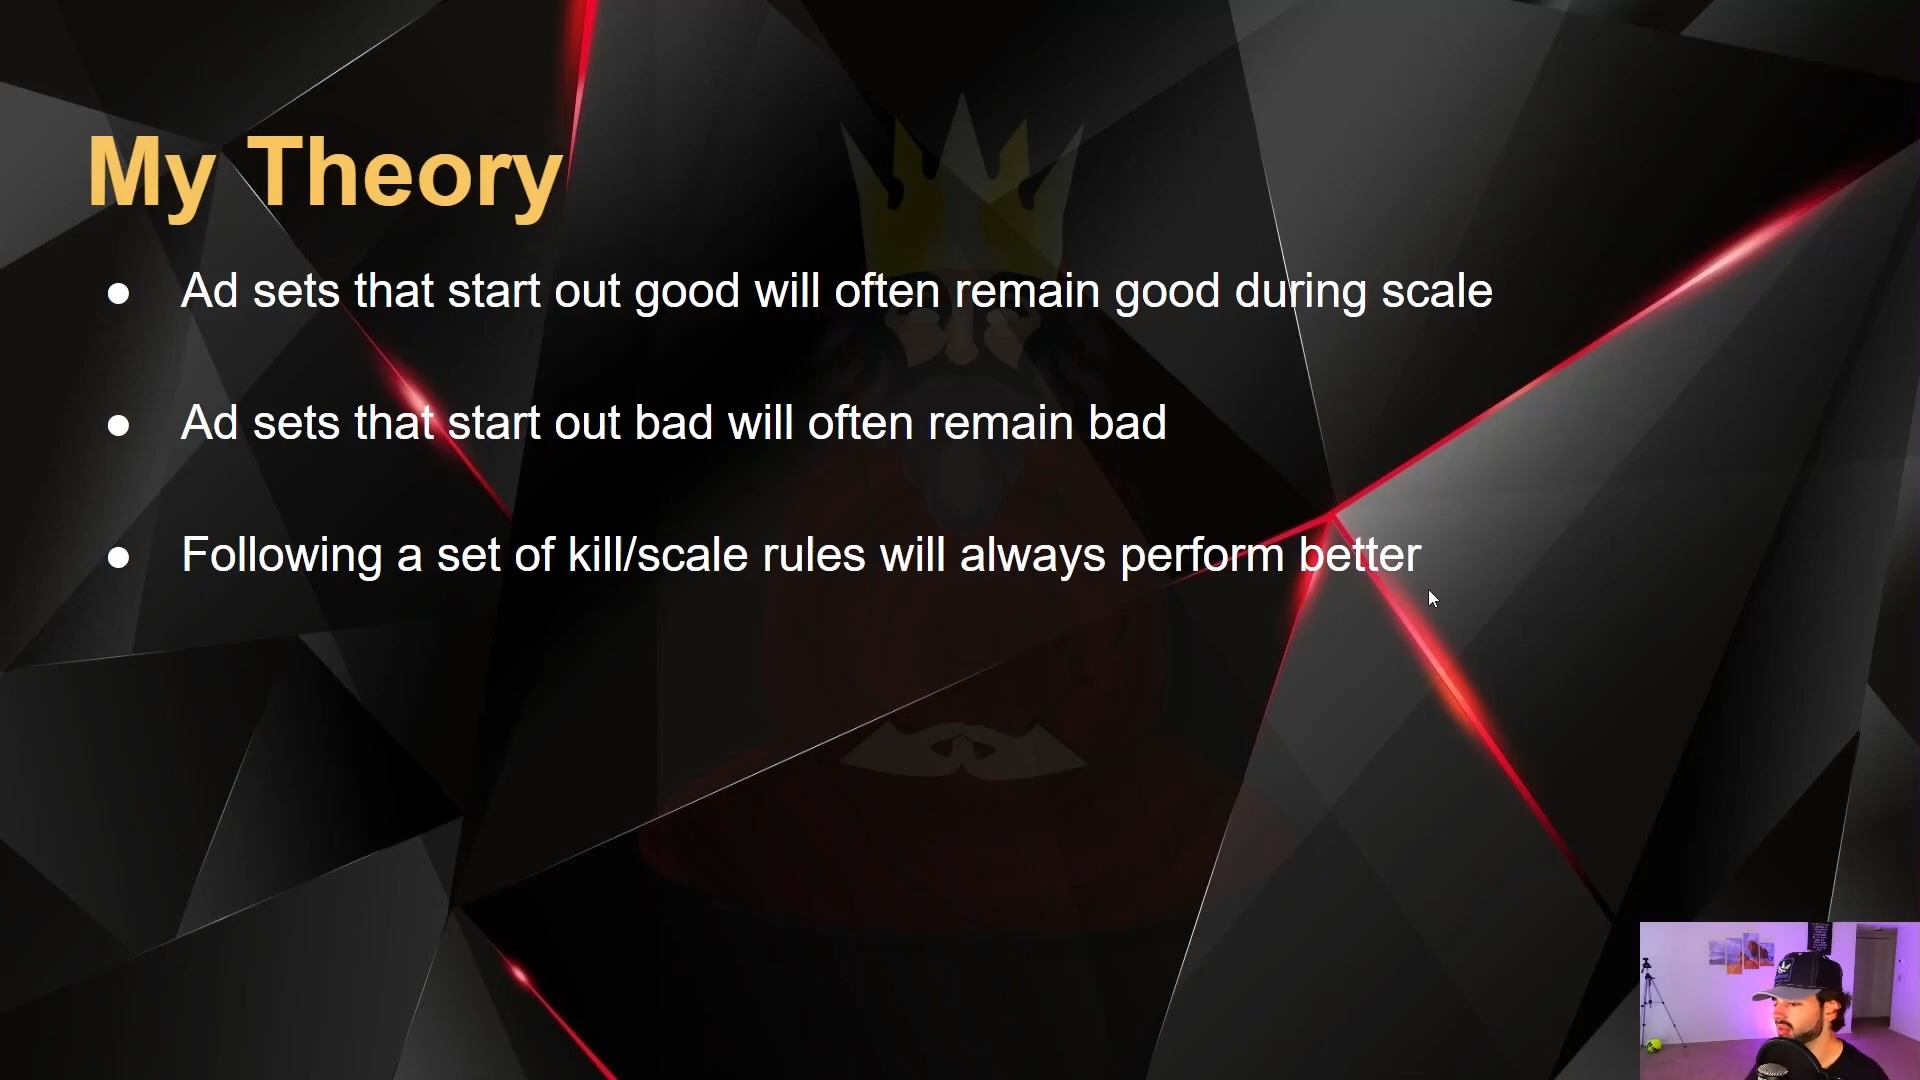 My Theory
● Ad sets that start out good will often remain good during scale
● Ad sets that start out bad will often remain bad
● Following a set of kill/scale rules will always perform better